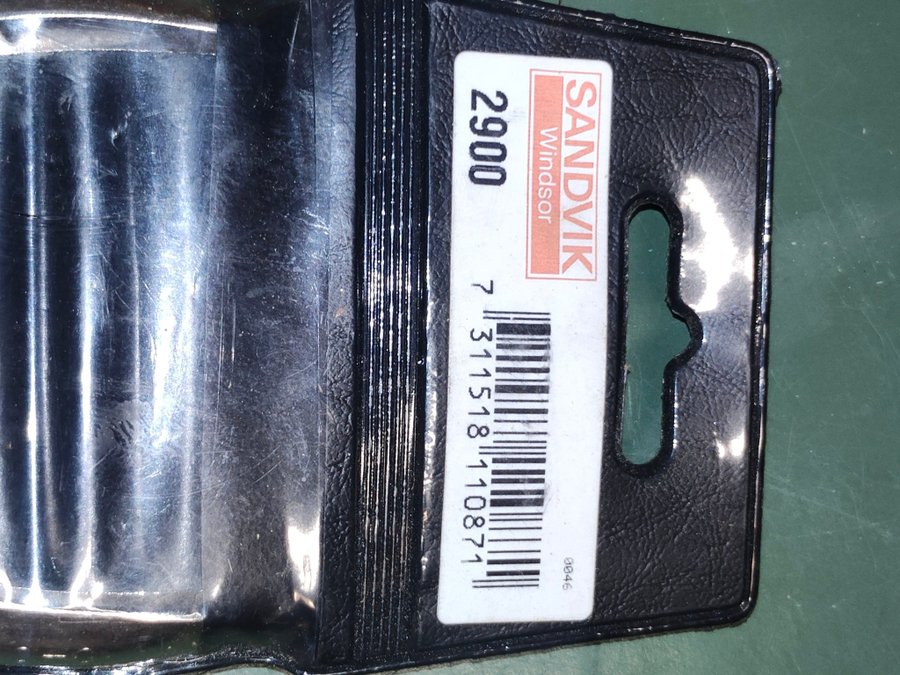 SANDVIK
Windsor
2900
0046
7 311518 110871